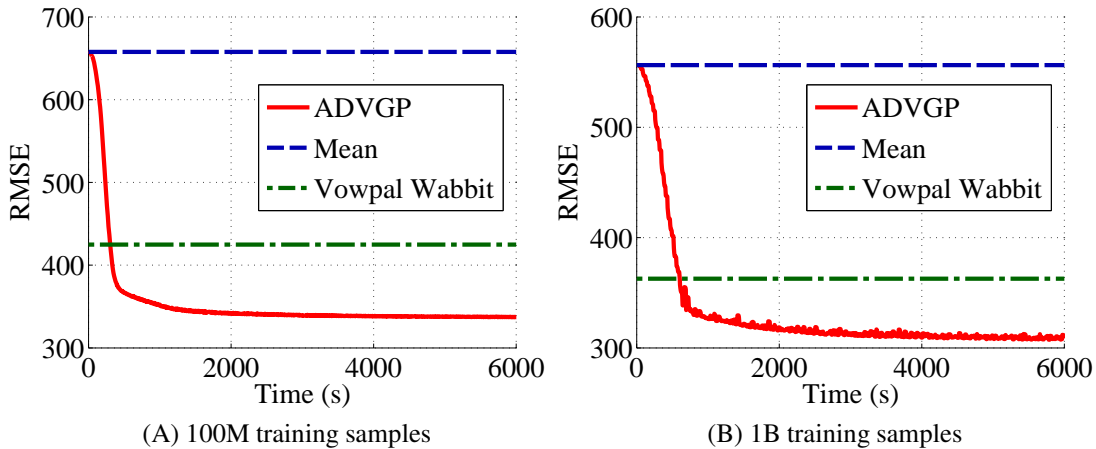 700
600
500
400
300
RMSE
ADVGP
Mean
Vowpal Wabbit
0
2000
4000
6000
Time (s)
(A) 100M training samples
600
500
400
300
RMSE
ADVGP
Mean
Vowpal Wabbit
0
2000
4000
6000
Time (s)
(B) 1B training samples